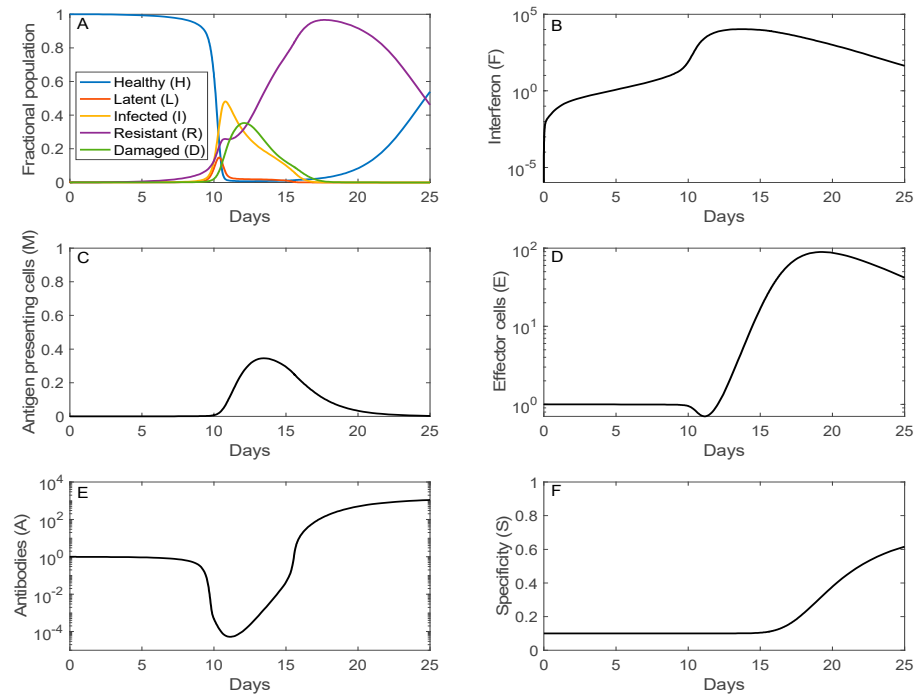 A
Fractional population
1
0.8
0.6
0.4
0.2
0
Healthy (H)
Latent (L)
Infected (I)
Resistant (R)
Damaged (D)
0 5 10 15 20 25
Days
B
Interferon (F)
10^5
10^0
10^-5
0 5 10 15 20 25
Days
C
Antigen presenting cells (M)
1
0.8
0.6
0.4
0.2
0
0 5 10 15 20 25
Days
D
Effector cells (E)
10^2
10^1
10^0
0 5 10 15 20 25
Days
E
Antibodies (A)
10^4
10^2
10^0
10^-2
10^-4
0 5 10 15 20 25
Days
F
Specificity (S)
1
0.8
0.6
0.4
0.2
0
0 5 10 15 20 25
Days